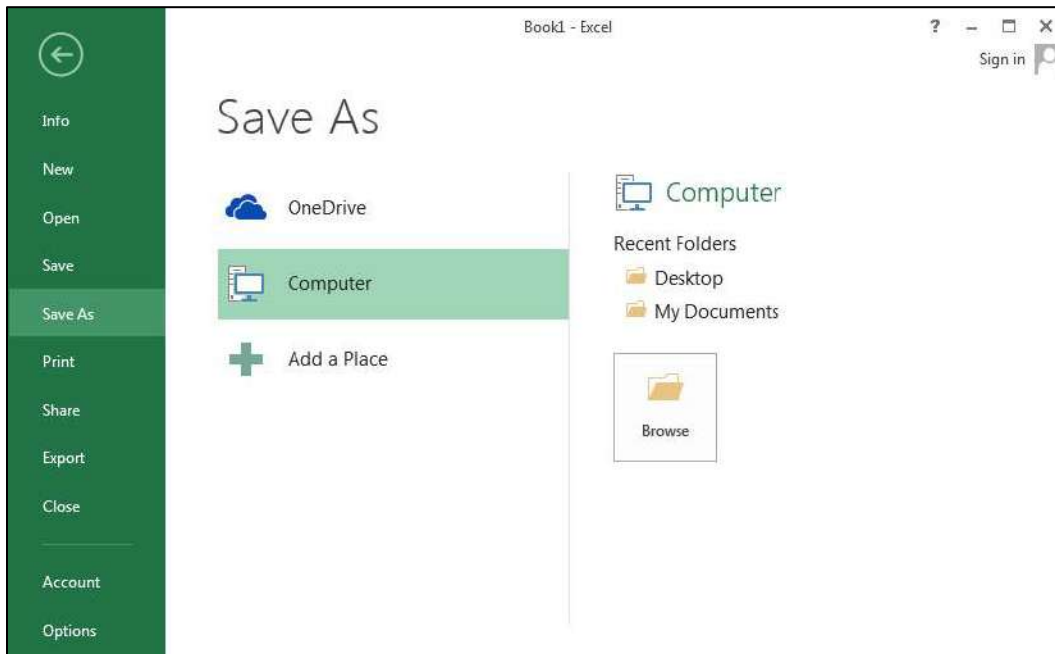 Book1 - Excel
?
Sign in
Info
New
Open
Save
Save As
Print
Share
Export
Close
Account
Options
Save As
OneDrive
Computer
Add a Place
Computer
Recent Folders
Desktop
My Documents
Browse